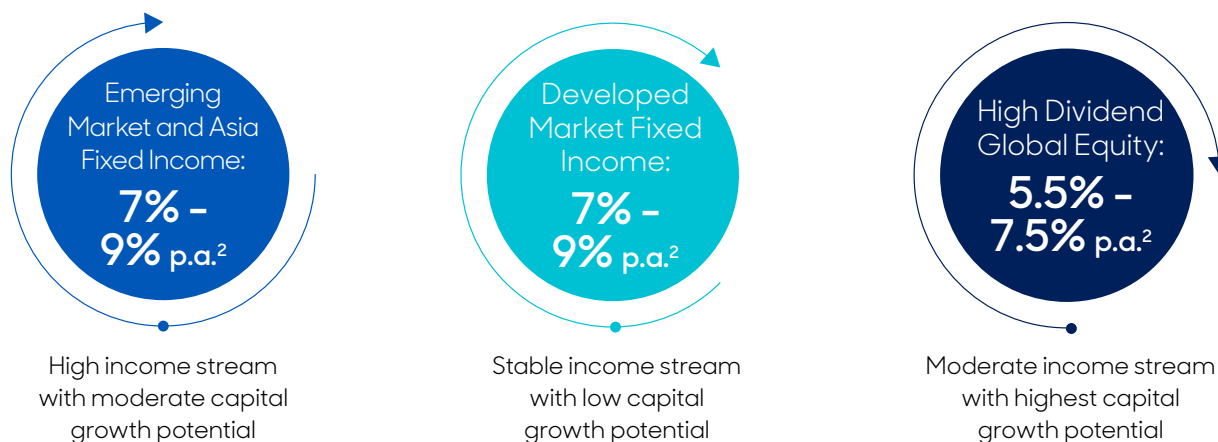 Emerging
Market and Asia
Fixed Income:
7% –
9% p.a.²
High income stream
with moderate capital
growth potential
Developed
Market Fixed
Income:
7% –
9% p.a.²
Stable income stream
with low capital
growth potential
High Dividend
Global Equity:
5.5% –
7.5% p.a.²
Moderate income stream
with highest capital
growth potential